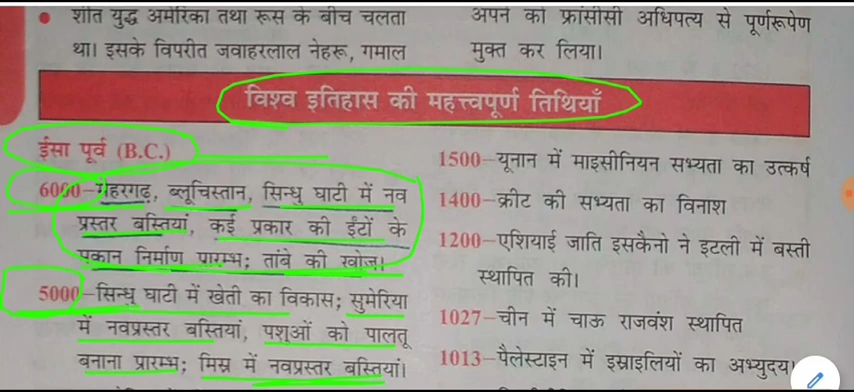 शीत युद्ध अमेरिका तथा रूस के बीच चलता
था। इसके विपरीत जवाहरलाल नेहरू, गमाल
अपने को फ्रांसीसी अधिपत्य से पूर्णरूपेण
मुक्त कर लिया।
विश्व इतिहास की महत्त्वपूर्ण तिथियाँ
ईसा पूर्व (B.C.)
6000–मेहरगढ़, ब्लूचिस्तान, सिन्धु घाटी में नव
प्रस्तर बस्तियां, कई प्रकार की ईंटों के
मकान निर्माण प्रारम्भ; तांबे की खोज।
5000–सिन्धु घाटी में खेती का विकास; सुमेरिया
में नवप्रस्तर बस्तियां, पशुओं को पालतू
बनाना प्रारम्भ; मिस्र में नवप्रस्तर बस्तियां।
1500–यूनान में माइसीनियन सभ्यता का उत्कर्ष
1400–क्रीट की सभ्यता का विनाश
1200–एशियाई जाति इसकैनो ने इटली में बस्ती
स्थापित की।
1027–चीन में चाऊ राजवंश स्थापित
1013–पैलेस्टाइन में इस्राइलियों का अभ्युदय।